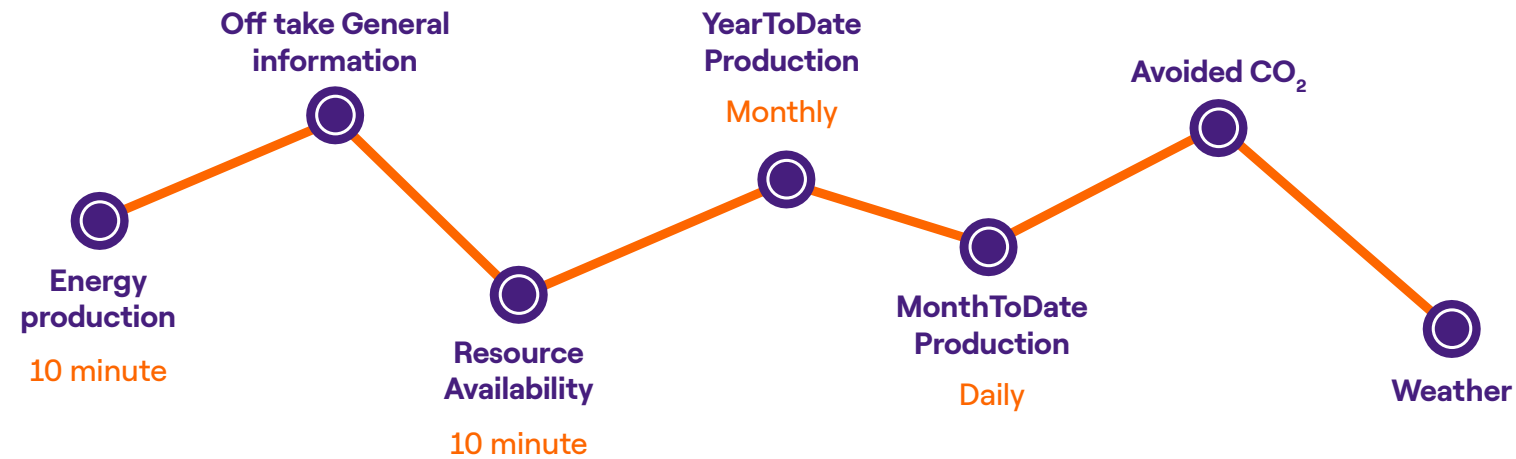 Energy
production
10 minute
Off take General
information
Resource
Availability
10 minute
YearToDate
Production
Monthly
MonthToDate
Production
Daily
Avoided CO₂
Weather